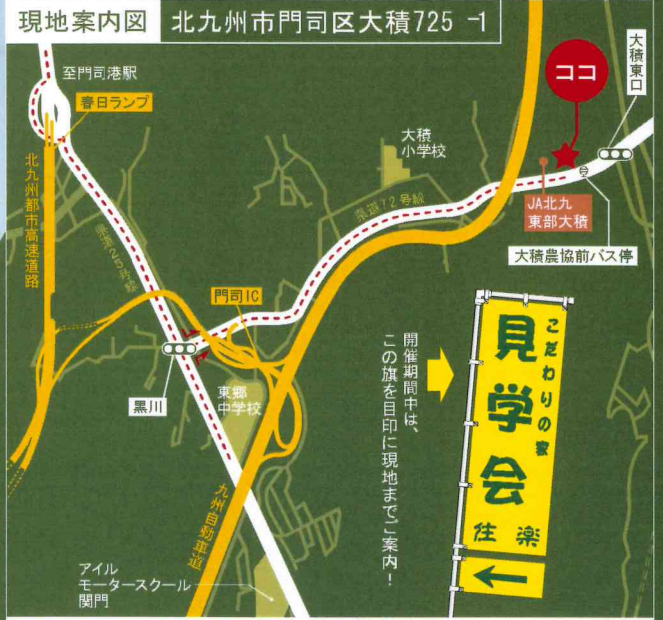 現地案内図
北九州市門司区大積725 -1
至門司港駅
春日ランプ
北九州都市高速道路
県道25号線
大積
小学校
県道72号線
ココ
大積東口
JA北九
東部大積
大積農協前バス停
門司IC
黒川
東郷
中学校
九州自動車道
アイル
モータースクール
関門
開催期間中は、
この旗を目印に現地までご案内！
こだわりの家
見学会
住楽